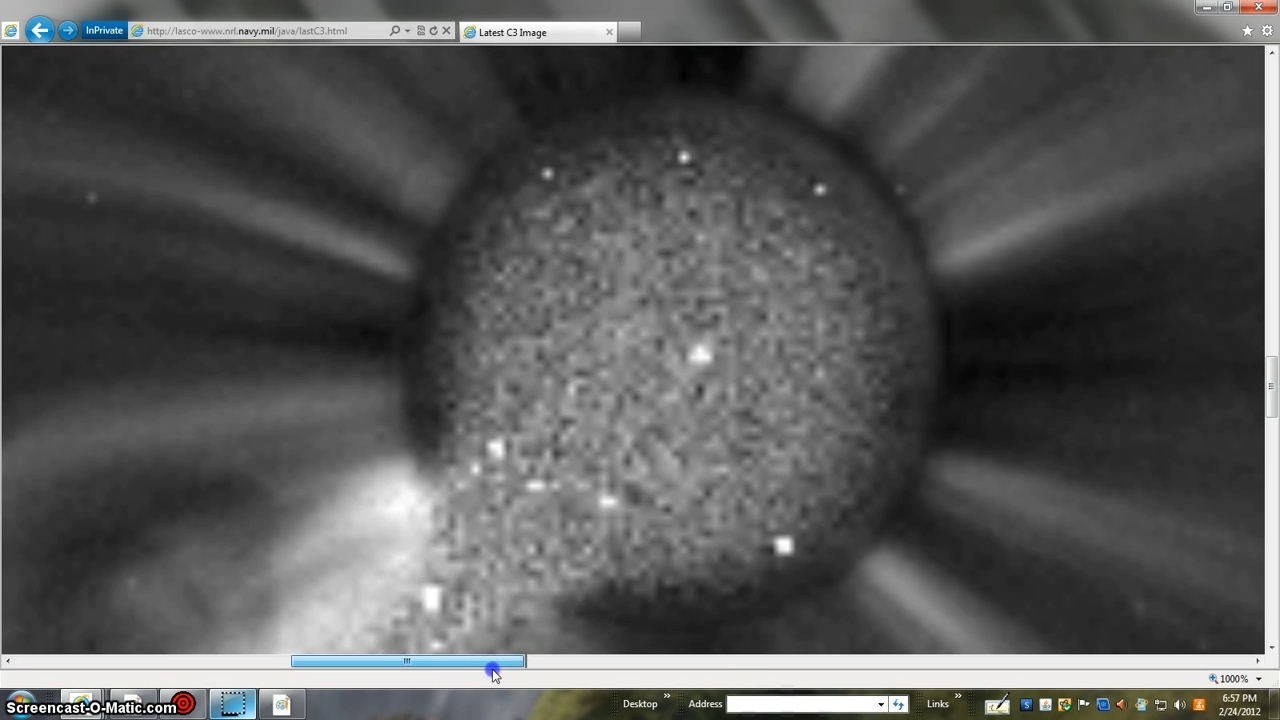 InPrivate
http://lasco-www.nrl.navy.mil/java/lastC3.html
Latest C3 Image
1000%
Screencast-O-Matic.com
Desktop
»
Address
Links
»
6:57 PM
2/24/2012